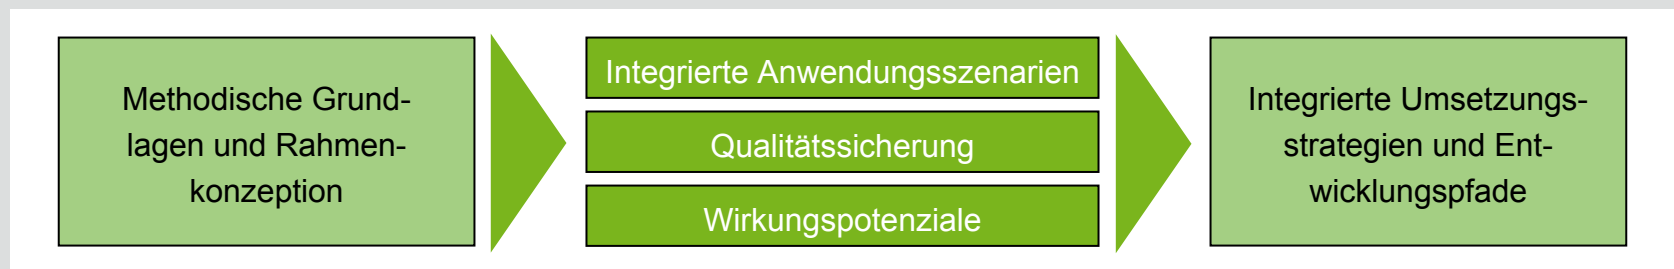 Methodische Grund-
lagen und Rahmen-
konzeption
Integrierte Anwendungsszenarien
Qualitätssicherung
Wirkungspotenziale
Integrierte Umsetzungs-
strategien und Ent-
wicklungspfade